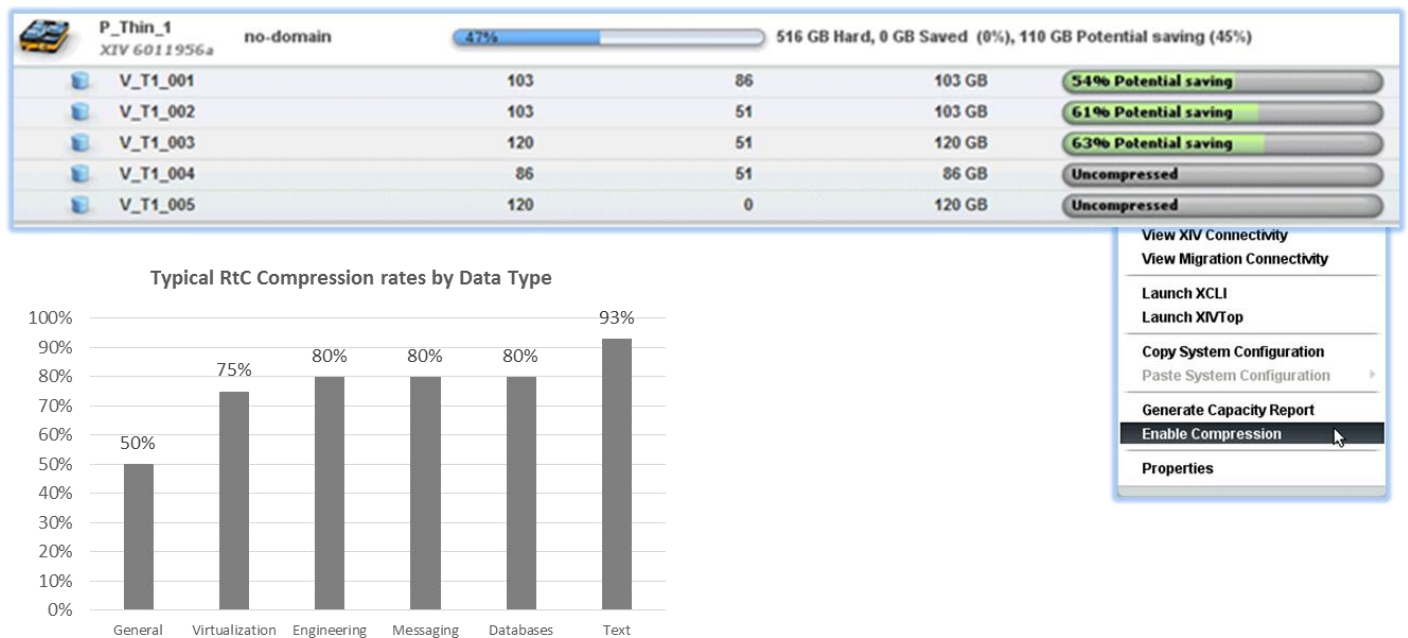 P_Thin_1
XIV 6011956a
no-domain
47%
516 GB Hard, 0 GB Saved (0%), 110 GB Potential saving (45%)
V_T1_001 103 86 103 GB 54% Potential saving
V_T1_002 103 51 103 GB 61% Potential saving
V_T1_003 120 51 120 GB 63% Potential saving
V_T1_004 86 51 86 GB Uncompressed
V_T1_005 120 0 120 GB Uncompressed
View XIV Connectivity
View Migration Connectivity
Launch XCLI
Launch XIVTop
Copy System Configuration
Paste System Configuration
Generate Capacity Report
Enable Compression
Properties
Typical RtC Compression rates by Data Type
100%
90%
80%
70%
60%
50%
40%
30%
20%
10%
0%
50%
75%
80%
80%
80%
93%
General Virtualization Engineering Messaging Databases Text